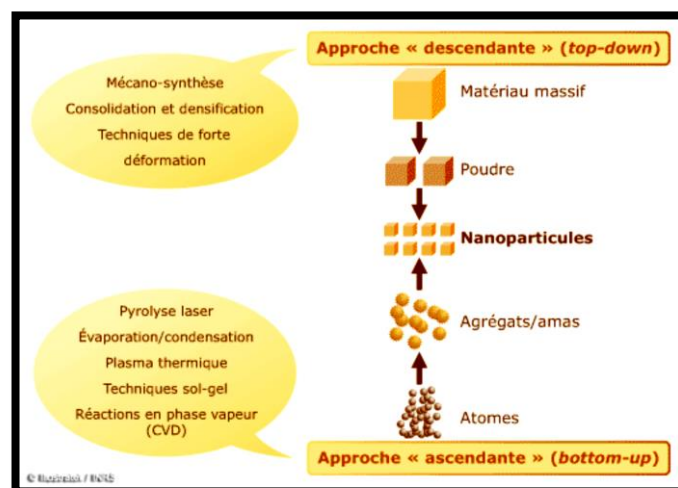 Approche « descendante » (top-down)
Mécano-synthèse
Consolidation et densification
Techniques de forte
déformation
Matériau massif
Poudre
Nanoparticules
Pyrolyse laser
Évaporation/condensation
Plasma thermique
Techniques sol-gel
Réactions en phase vapeur
(CVD)
Agrégats/amas
Atomes
Approche « ascendante » (bottom-up)